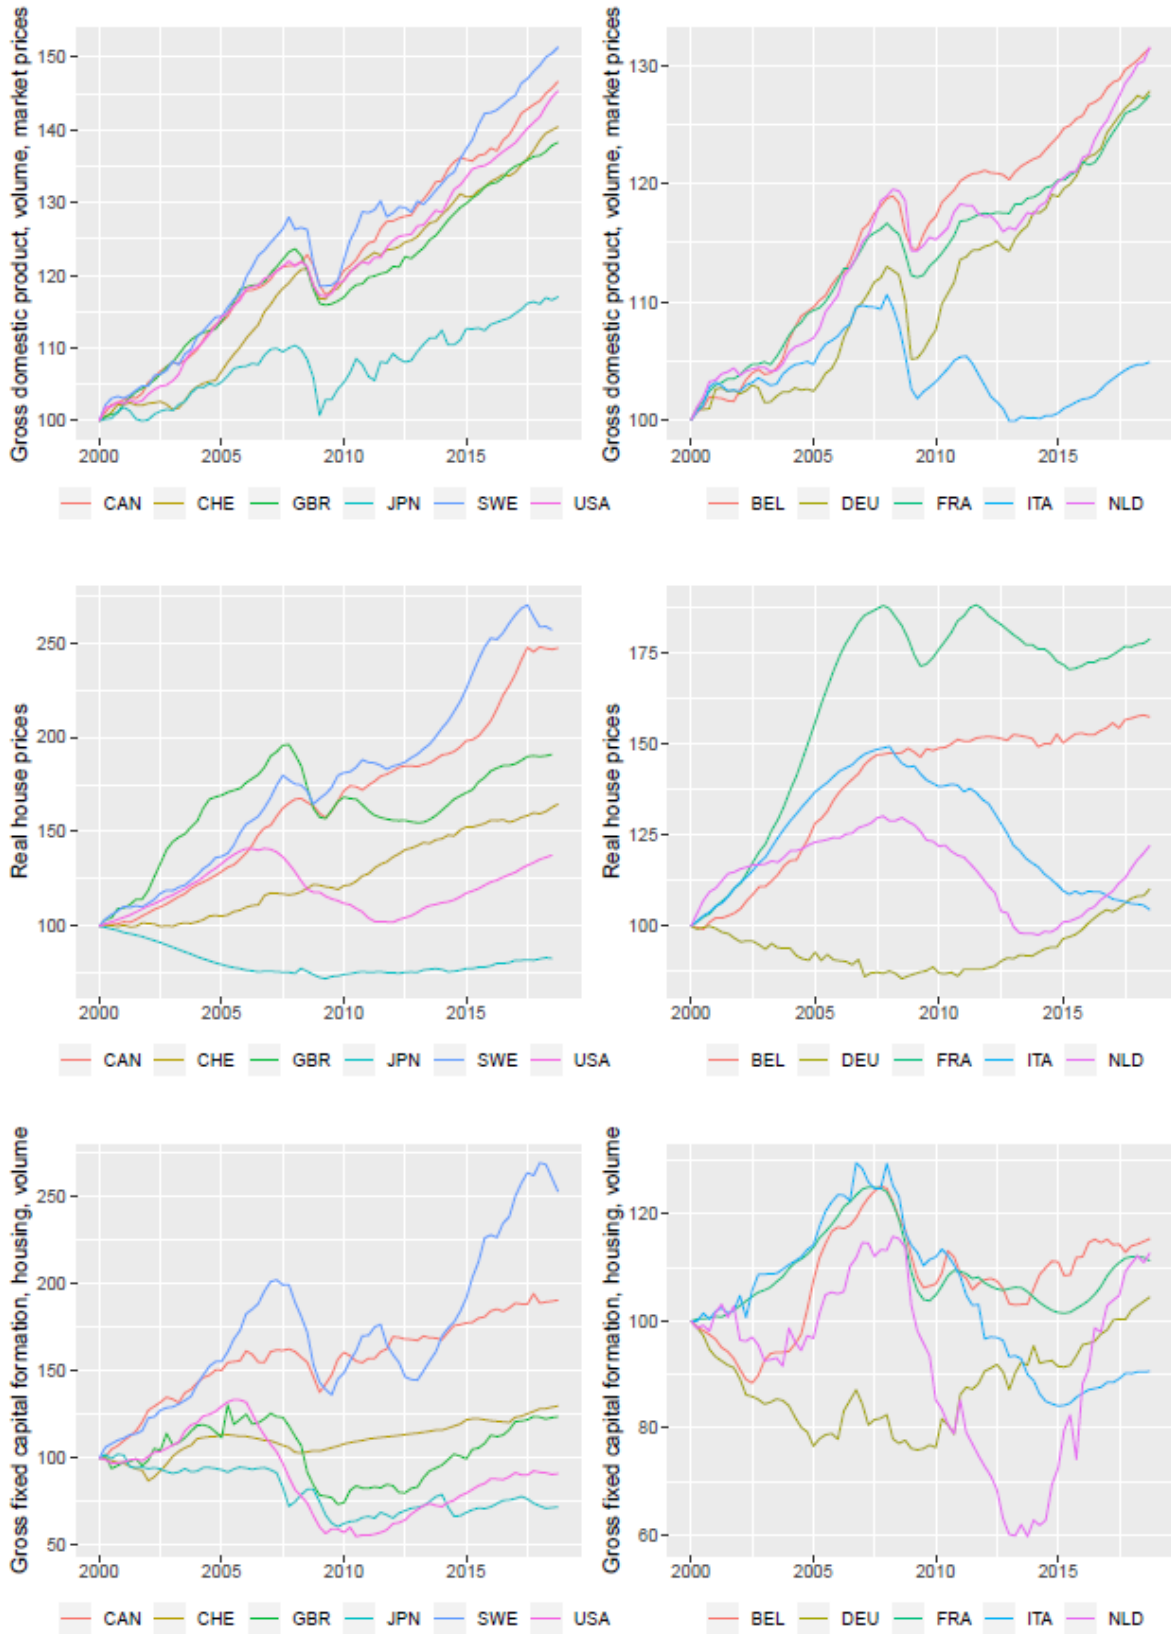 Gross domestic product, volume, market prices
150
140
130
120
110
100
2000 2005 2010 2015
CAN CHE GBR JPN SWE USA
Gross domestic product, volume, market prices
130
120
110
100
2000 2005 2010 2015
BEL DEU FRA ITA NLD
Real house prices
250
200
150
100
2000 2005 2010 2015
CAN CHE GBR JPN SWE USA
Real house prices
175
150
125
100
2000 2005 2010 2015
BEL DEU FRA ITA NLD
Gross fixed capital formation, housing, volume
250
200
150
100
50
2000 2005 2010 2015
CAN CHE GBR JPN SWE USA
Gross fixed capital formation, housing, volume
120
100
80
60
2000 2005 2010 2015
BEL DEU FRA ITA NLD